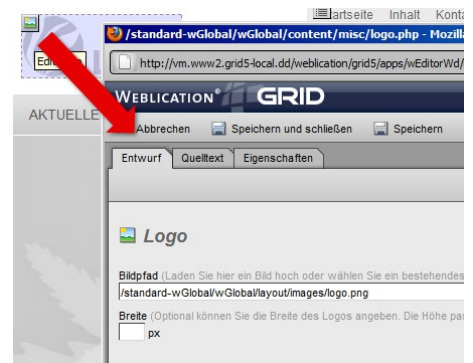 artseite Inhalt Konta
/standard-wGlobal/wGlobal/content/misc/logo.php - Mozilla
http://vm.www2.grid5-local.dd/weblication/grid5/apps/wEditorWd/
WEBLICATION® GRID
AKTUELLE
Abbrechen Speichern und schließen Speichern
Entwurf Quelltext Eigenschaften
Logo
Bildpfad (Laden Sie hier ein Bild hoch oder wählen Sie ein bestehendes
/standard-wGlobal/wGlobal/layout/images/logo.png
Breite (Optional können Sie die Breite des Logos angeben. Die Höhe pas
px